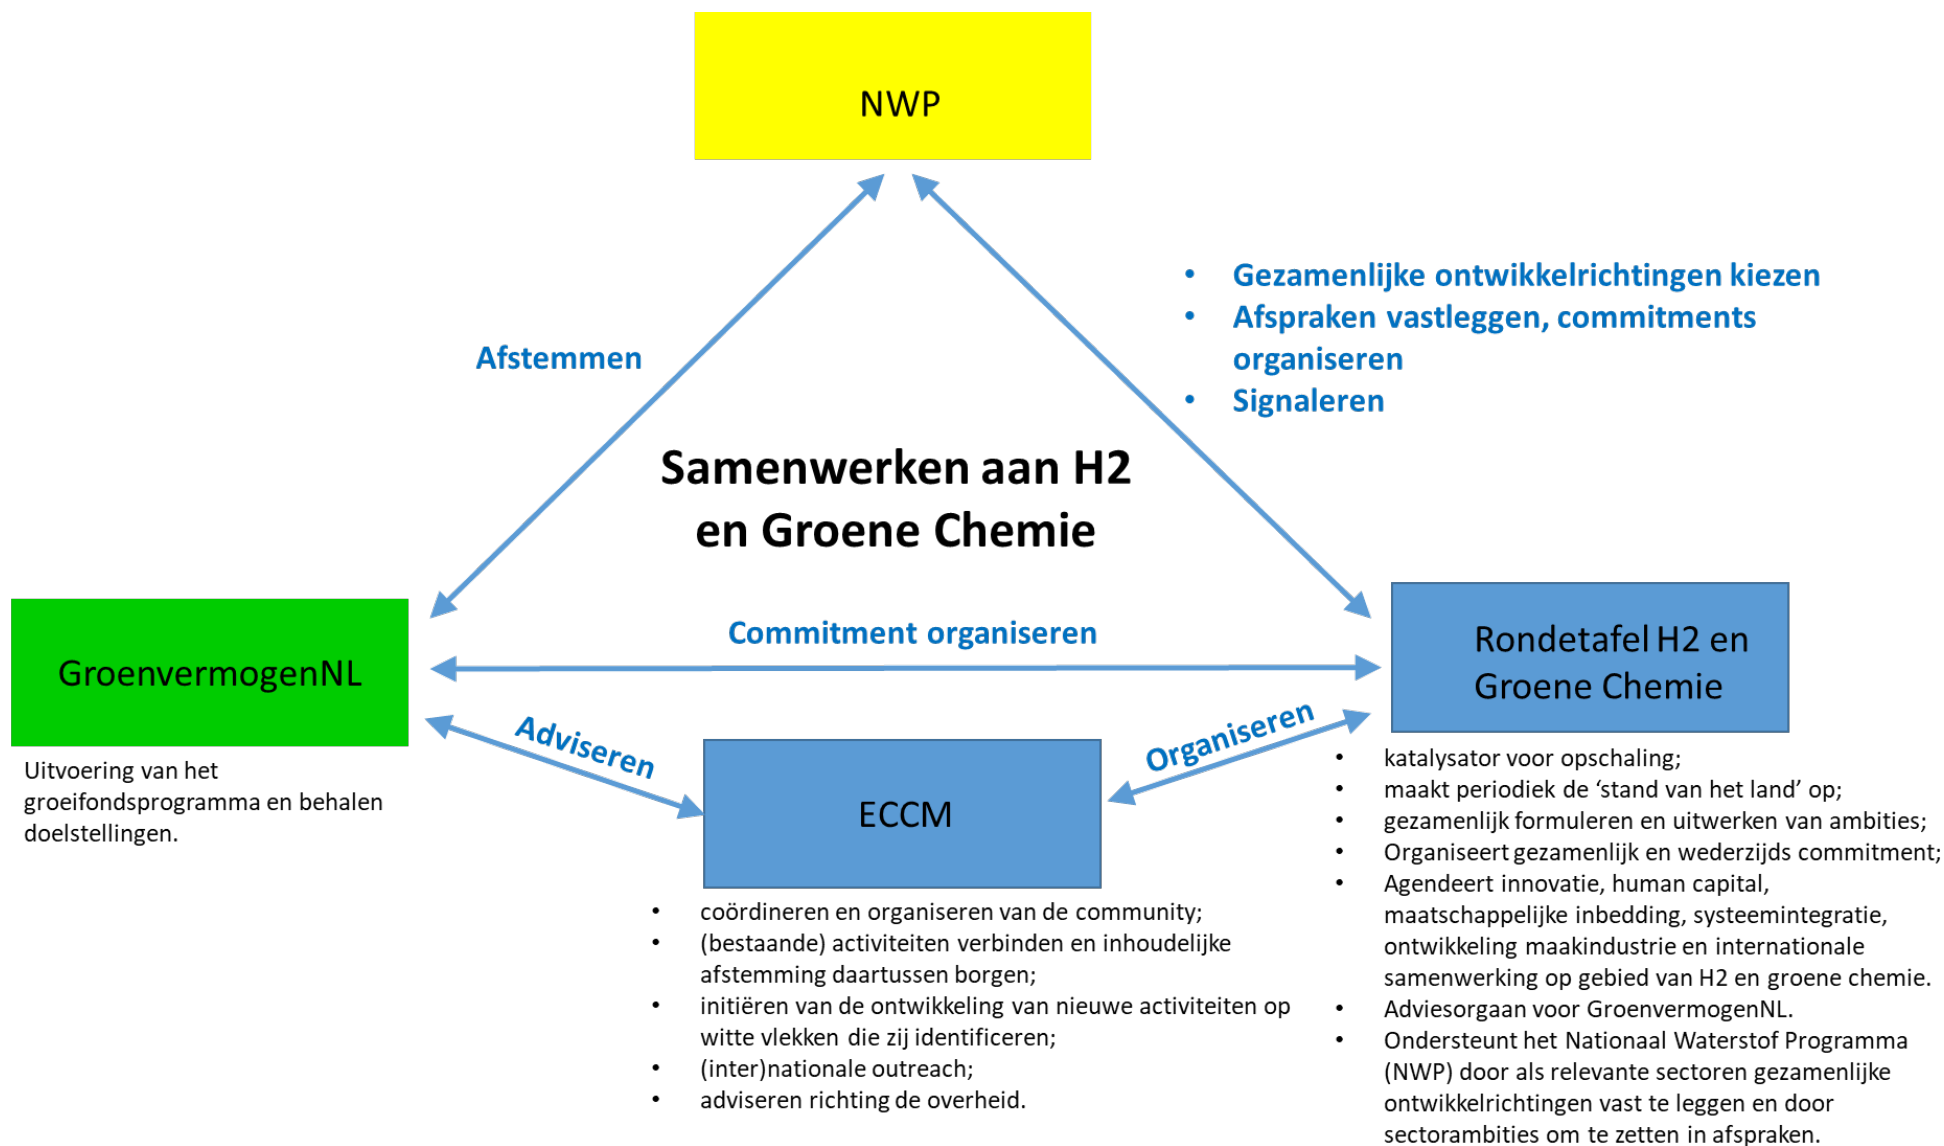 NWP
• Gezamenlijke ontwikkelrichtingen kiezen
• Afspraken vastleggen, commitments
organiseren
• Signaleren
Afstemmen
Samenwerken aan H2
en Groene Chemie
Commitment organiseren
GroenvermogenNL
Rondetafel H2 en
Groene Chemie
Adviseren
Organiseren
ECCM
Uitvoering van het
groeifondsprogramma en behalen
doelstellingen.
• coördineren en organiseren van de community;
• (bestaande) activiteiten verbinden en inhoudelijke
afstemming daartussen borgen;
• initiëren van de ontwikkeling van nieuwe activiteiten op
witte vlekken die zij identificeren;
• (inter)nationale outreach;
• adviseren richting de overheid.
• katalysator voor opschaling;
• maakt periodiek de ‘stand van het land’ op;
• gezamenlijk formuleren en uitwerken van ambities;
• Organiseert gezamenlijk en wederzijds commitment;
• Agendeert innovatie, human capital,
maatschappelijke inbedding, systeemintegratie,
ontwikkeling maakindustrie en internationale
samenwerking op gebied van H2 en groene chemie.
• Adviesorgaan voor GroenvermogenNL.
• Ondersteunt het Nationaal Waterstof Programma
(NWP) door als relevante sectoren gezamenlijke
ontwikkelrichtingen vast te leggen en door
sectorambities om te zetten in afspraken.